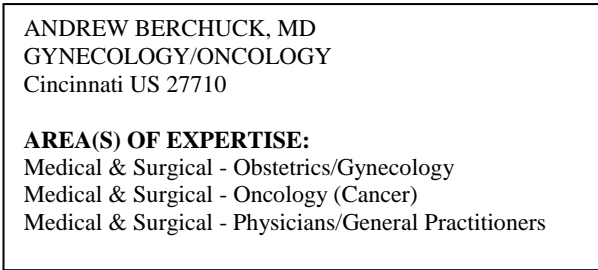 ANDREW BERCHUCK, MD
GYNECOLOGY/ONCOLOGY
Cincinnati US 27710
AREA(S) OF EXPERTISE:
Medical & Surgical - Obstetrics/Gynecology
Medical & Surgical - Oncology (Cancer)
Medical & Surgical - Physicians/General Practitioners